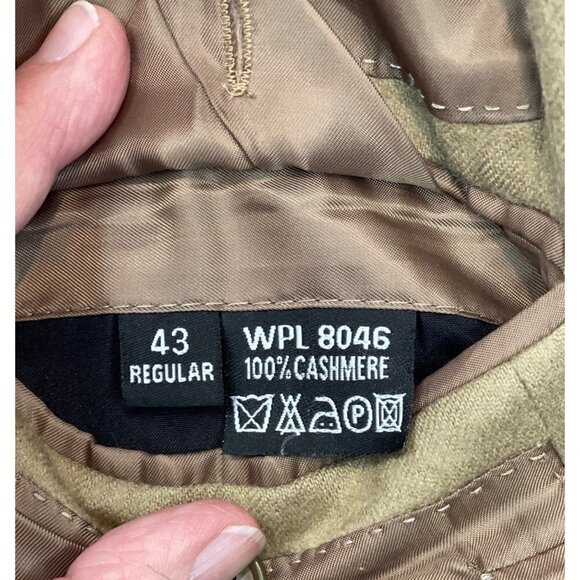 43
REGULAR
WPL 8046
100% CASHMERE
P